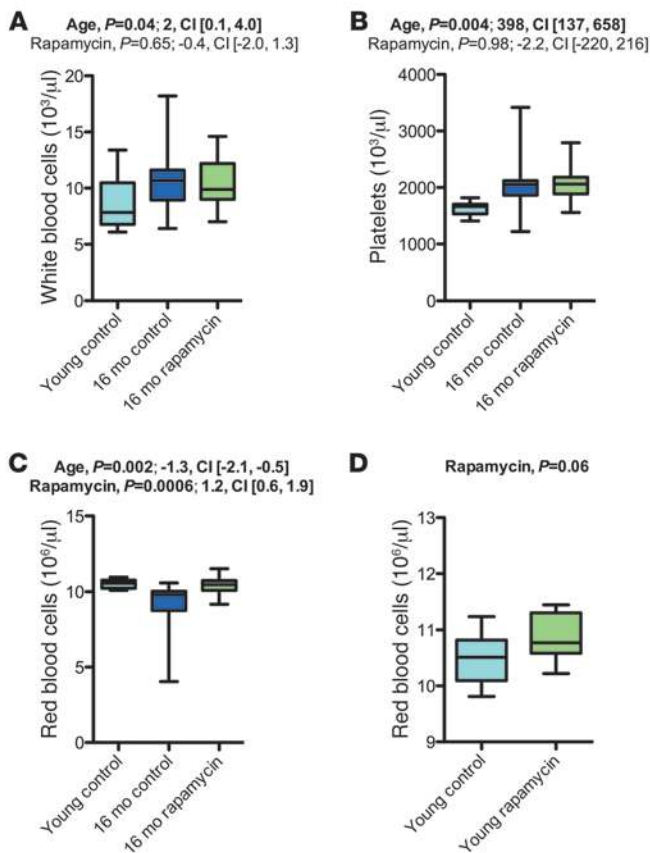 A
Age, P=0.04; 2, CI [0.1, 4.0]
Rapamycin, P=0.65; -0.4, CI [-2.0, 1.3]
White blood cells (10³/µl)
20
15
10
5
0
Young control
16 mo control
16 mo rapamycin
B
Age, P=0.004; 398, CI [137, 658]
Rapamycin, P=0.98; -2.2, CI [-220, 216]
Platelets (10³/µl)
4000
3000
2000
1000
0
Young control
16 mo control
16 mo rapamycin
C
Age, P=0.002; -1.3, CI [-2.1, -0.5]
Rapamycin, P=0.0006; 1.2, CI [0.6, 1.9]
Red blood cells (10⁶/µl)
15
10
5
0
Young control
16 mo control
16 mo rapamycin
D
Rapamycin, P=0.06
Red blood cells (10⁶/µl)
13
12
11
10
9
Young control
Young rapamycin